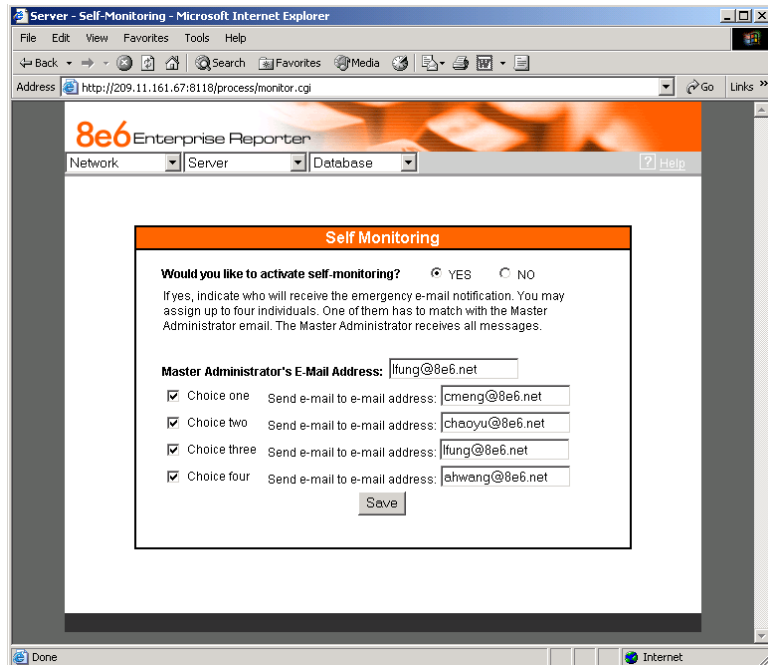 Server - Self-Monitoring - Microsoft Internet Explorer
File Edit View Favorites Tools Help
Back Search Favorites Media
Address http://209.11.161.67:8118/process/monitor.cgi Go Links »
8e6 Enterprise Reporter
Network Server Database ? Help
Self Monitoring
Would you like to activate self-monitoring? YES NO
If yes, indicate who will receive the emergency e-mail notification. You may
assign up to four individuals. One of them has to match with the Master
Administrator email. The Master Administrator receives all messages.
Master Administrator's E-Mail Address: lfung@8e6.net
Choice one Send e-mail to e-mail address: cmeng@8e6.net
Choice two Send e-mail to e-mail address: chaoyu@8e6.net
Choice three Send e-mail to e-mail address: lfung@8e6.net
Choice four Send e-mail to e-mail address: ahwang@8e6.net
Save
Done Internet